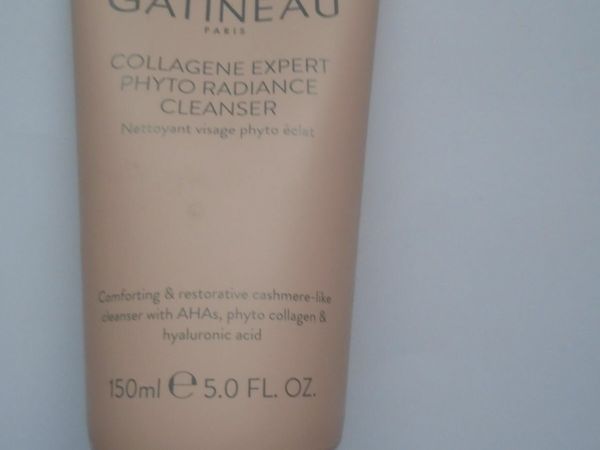 GATINEAU
PARIS
COLLAGENE EXPERT
PHYTO RADIANCE
CLEANSER
Nettoyant visage phyto éclat
Comforting & restorative cashmere-like
cleanser with AHAs, phyto collagen &
hyaluronic acid
150ml ℮ 5.0 FL. OZ.